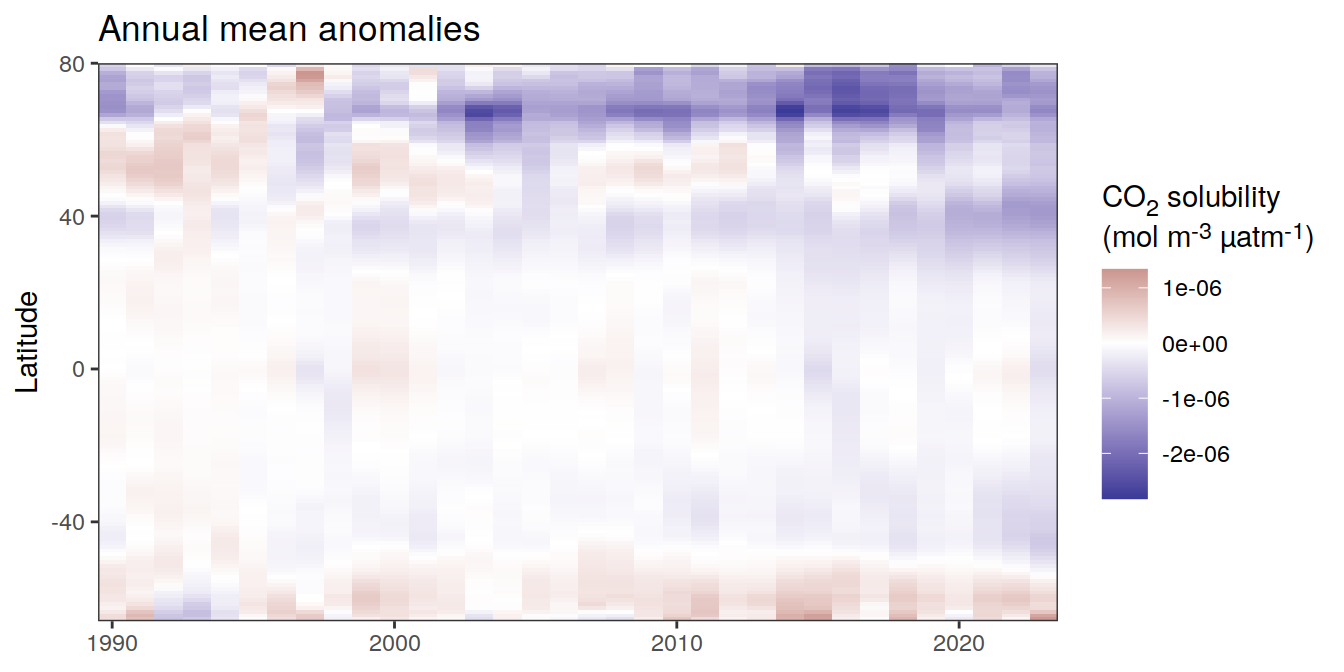 Annual mean anomalies
80
40
0
-40
Latitude
1990
2000
2010
2020
CO2 solubility
(mol m-3 µatm-1)
1e-06
0e+00
-1e-06
-2e-06